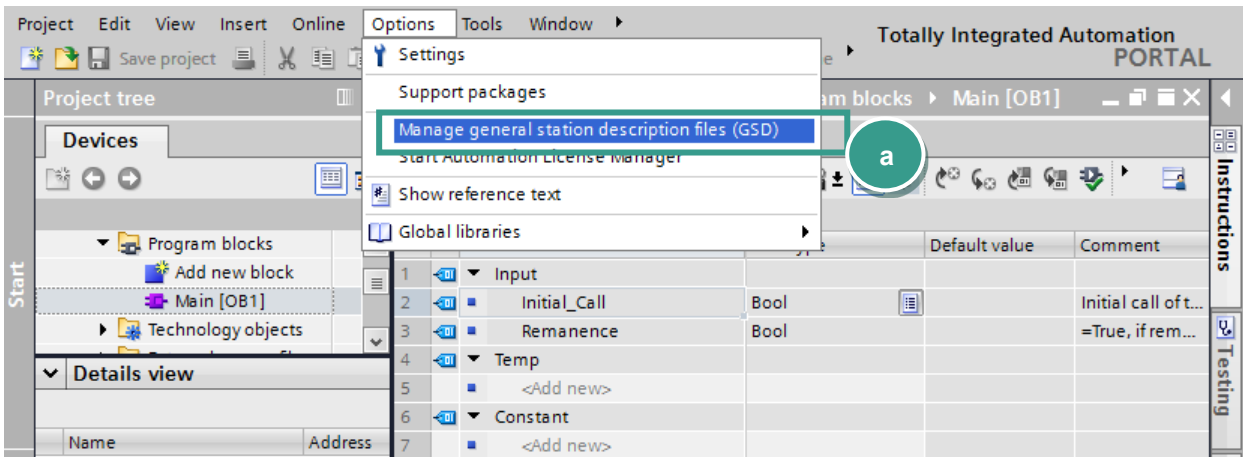 Project Edit View Insert Online Options Tools Window
Totally Integrated Automation
PORTAL
Save project
Settings
Support packages
Manage general station description files (GSD)
Start Automation License Manager
Show reference text
Global libraries
a
Project tree
blocks Main [OB1]
Devices
Program blocks
Add new block
Main [OB1]
Technology objects
Details view
Name Address
Default value Comment
1 Input
2 Initial_Call Bool Initial call of t...
3 Remanence Bool =True, if rem...
4 Temp
5 <Add new>
6 Constant
7 <Add new>
Start
Instructions
Testing